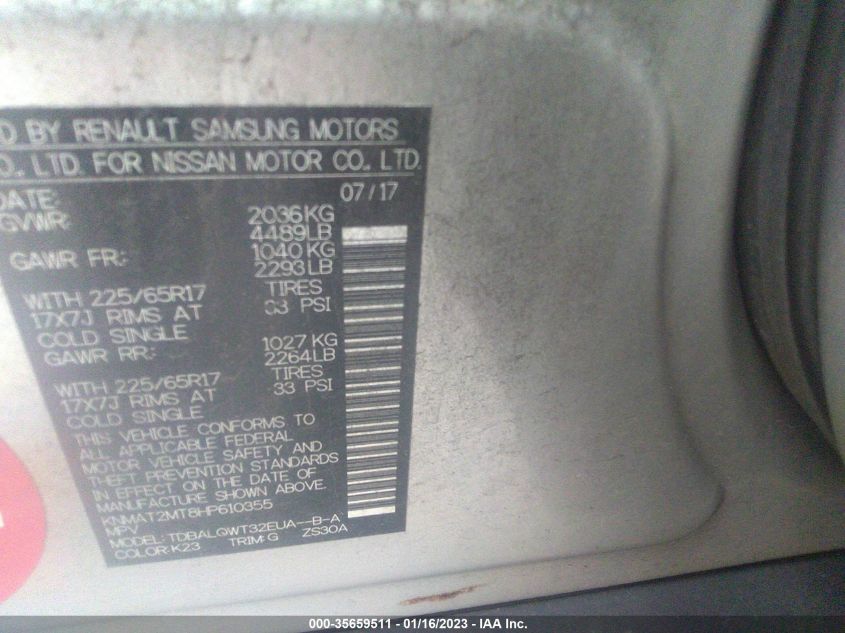 D BY RENAULT SAMSUNG MOTORS
O., LTD. FOR NISSAN MOTOR CO., LTD.
DATE: 07/17
GVWR: 2036KG
4489LB
GAWR FR: 1040KG
2293LB
WITH 225/65R17 TIRES
17X7J RIMS AT 33 PSI
COLD SINGLE
GAWR RR: 1027KG
2264LB
WITH 225/65R17 TIRES
17X7J RIMS AT 33 PSI
COLD SINGLE
THIS VEHICLE CONFORMS TO
ALL APPLICABLE FEDERAL
MOTOR VEHICLE SAFETY AND
THEFT PREVENTION STANDARDS
IN EFFECT ON THE DATE OF
MANUFACTURE SHOWN ABOVE.
KNMAT2MT8HP610355
MPV
MODEL: TDBALGWT32EUA--B-A
COLOR: K23 TRIM: G ZS30A
000-35659511 - 01/16/2023 - IAA Inc.